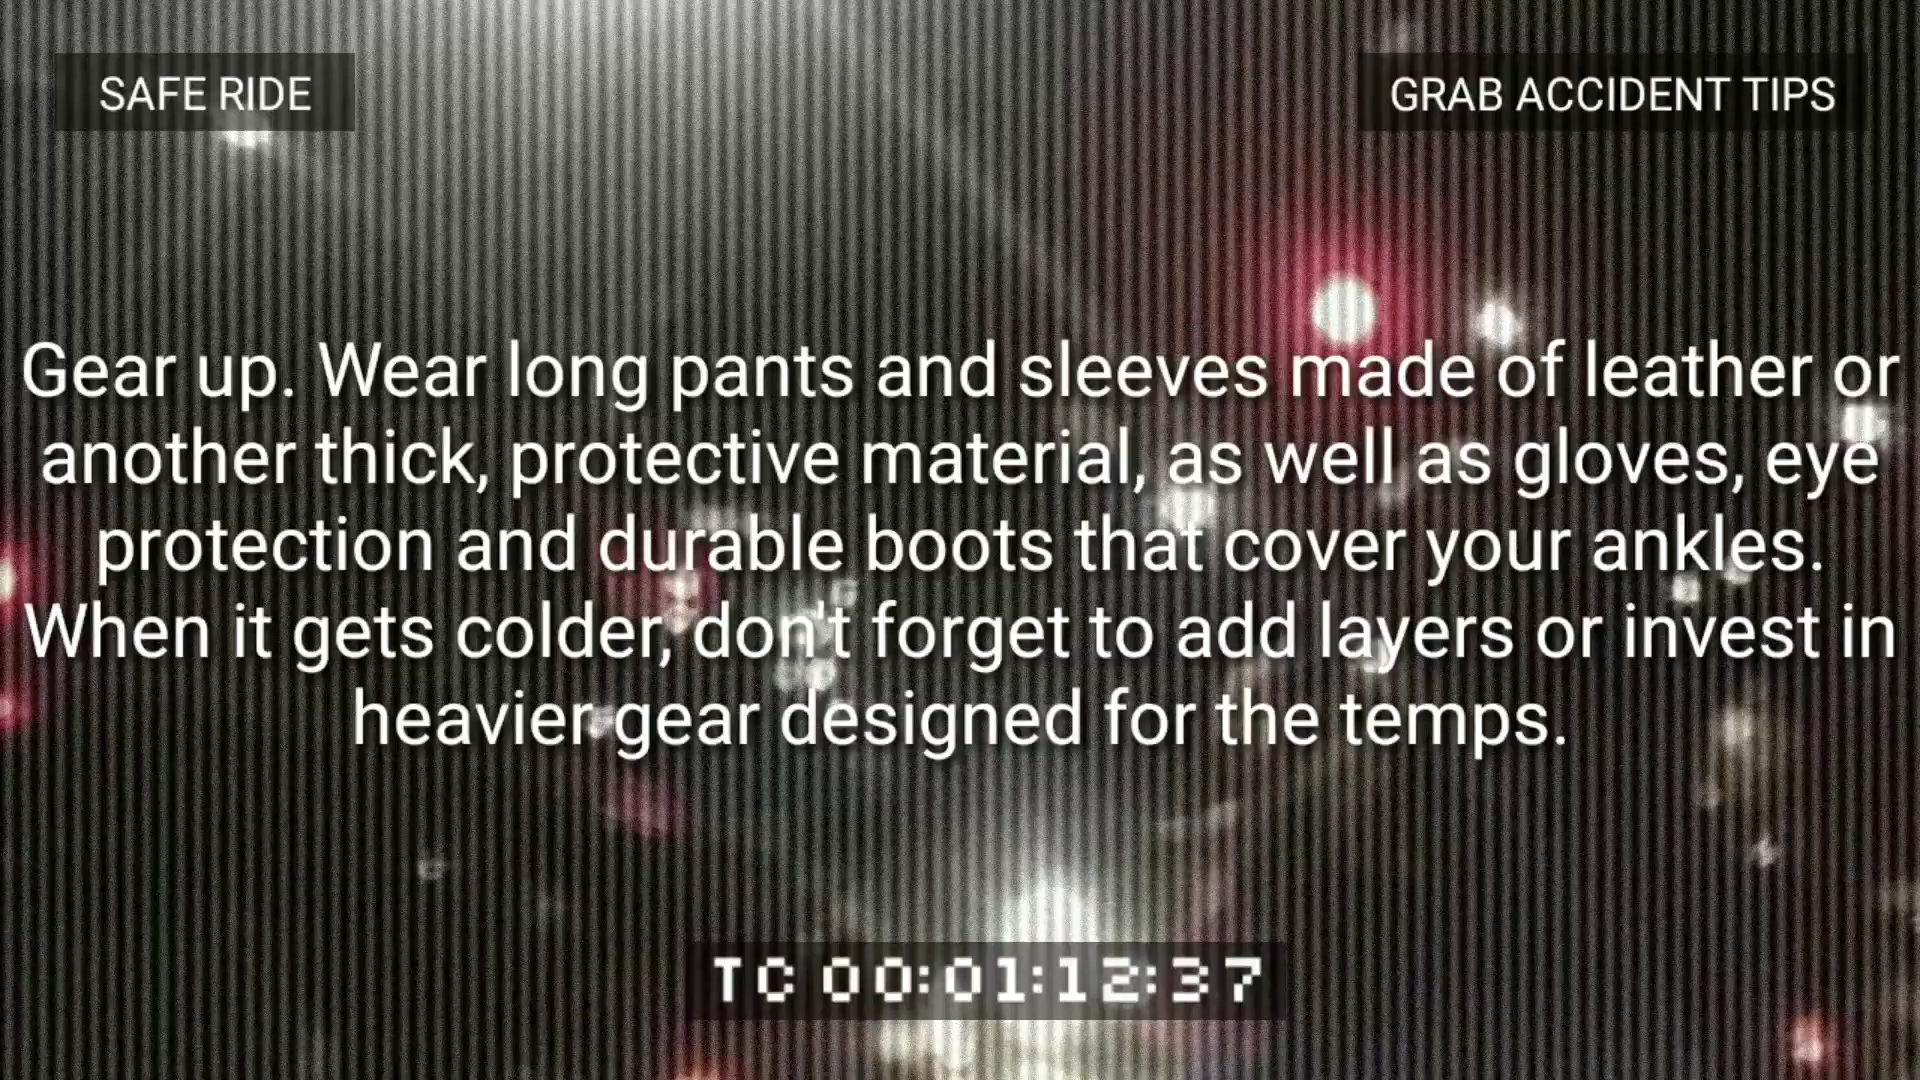 SAFE RIDE
GRAB ACCIDENT TIPS
Gear up. Wear long pants and sleeves made of leather or
another thick, protective material, as well as gloves, eye
protection and durable boots that cover your ankles.
When it gets colder, don't forget to add layers or invest in
heavier gear designed for the temps.
TC 00:01:12:37